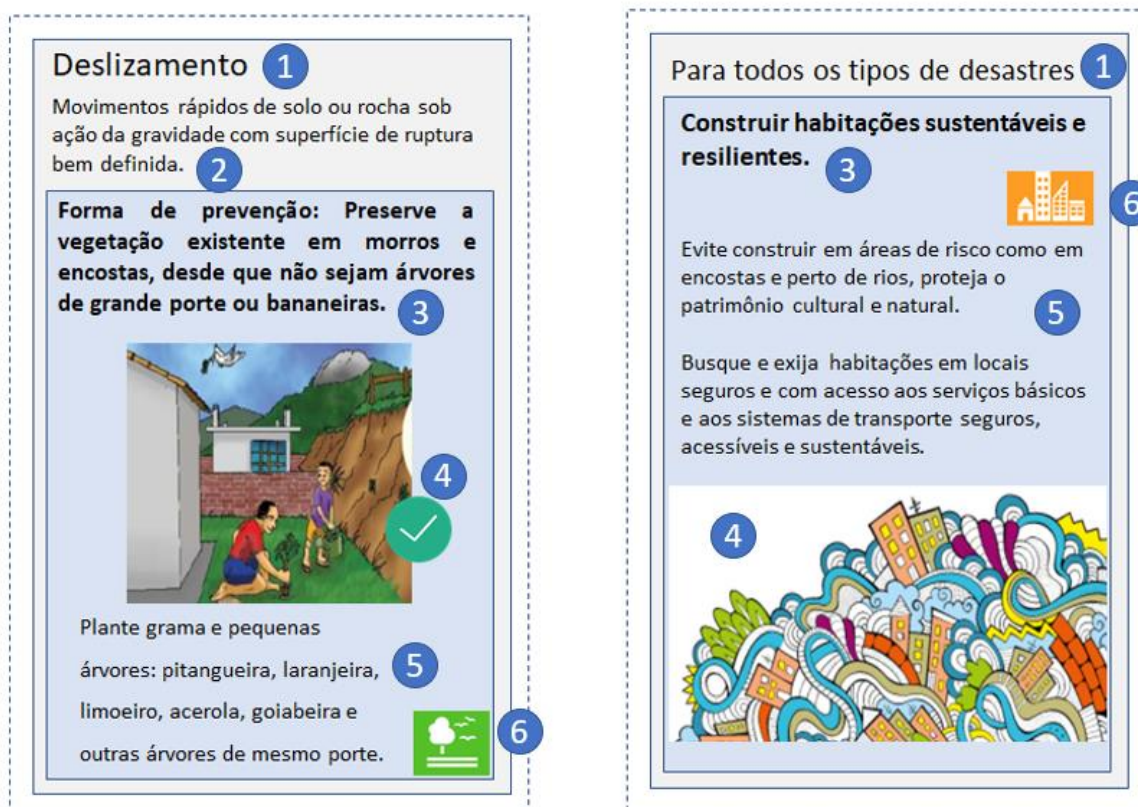 Deslizamento 1
Movimentos rápidos de solo ou rocha sob
ação da gravidade com superfície de ruptura
bem definida. 2
Forma de prevenção: Preserve a
vegetação existente em morros e
encostas, desde que não sejam árvores
de grande porte ou bananeiras. 3
4
Plante grama e pequenas
árvores: pitangueira, laranjeira, 5
limoeiro, acerola, goiabeira e
outras árvores de mesmo porte.
6
Para todos os tipos de desastres 1
Construir habitações sustentáveis e
resilientes. 3
6
Evite construir em áreas de risco como em
encostas e perto de rios, proteja o
patrimônio cultural e natural. 5
Busque e exija habitações em locais
seguros e com acesso aos serviços básicos
e aos sistemas de transporte seguros,
acessíveis e sustentáveis.
4